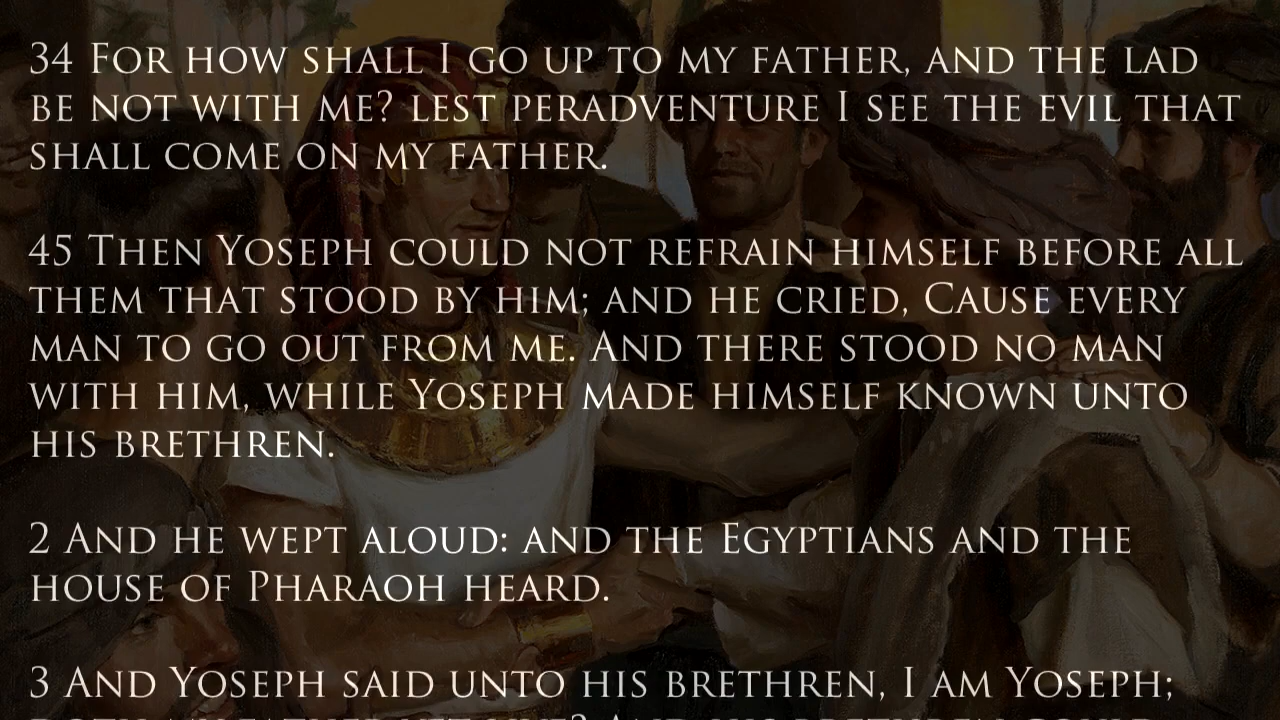 34 For how shall I go up to my father, and the lad
be not with me? lest peradventure I see the evil that
shall come on my father.
45 Then Yoseph could not refrain himself before all
them that stood by him; and he cried, Cause every
man to go out from me. And there stood no man
with him, while Yoseph made himself known unto
his brethren.
2 And he wept aloud: and the Egyptians and the
house of Pharaoh heard.
3 And Yoseph said unto his brethren, I am Yoseph;